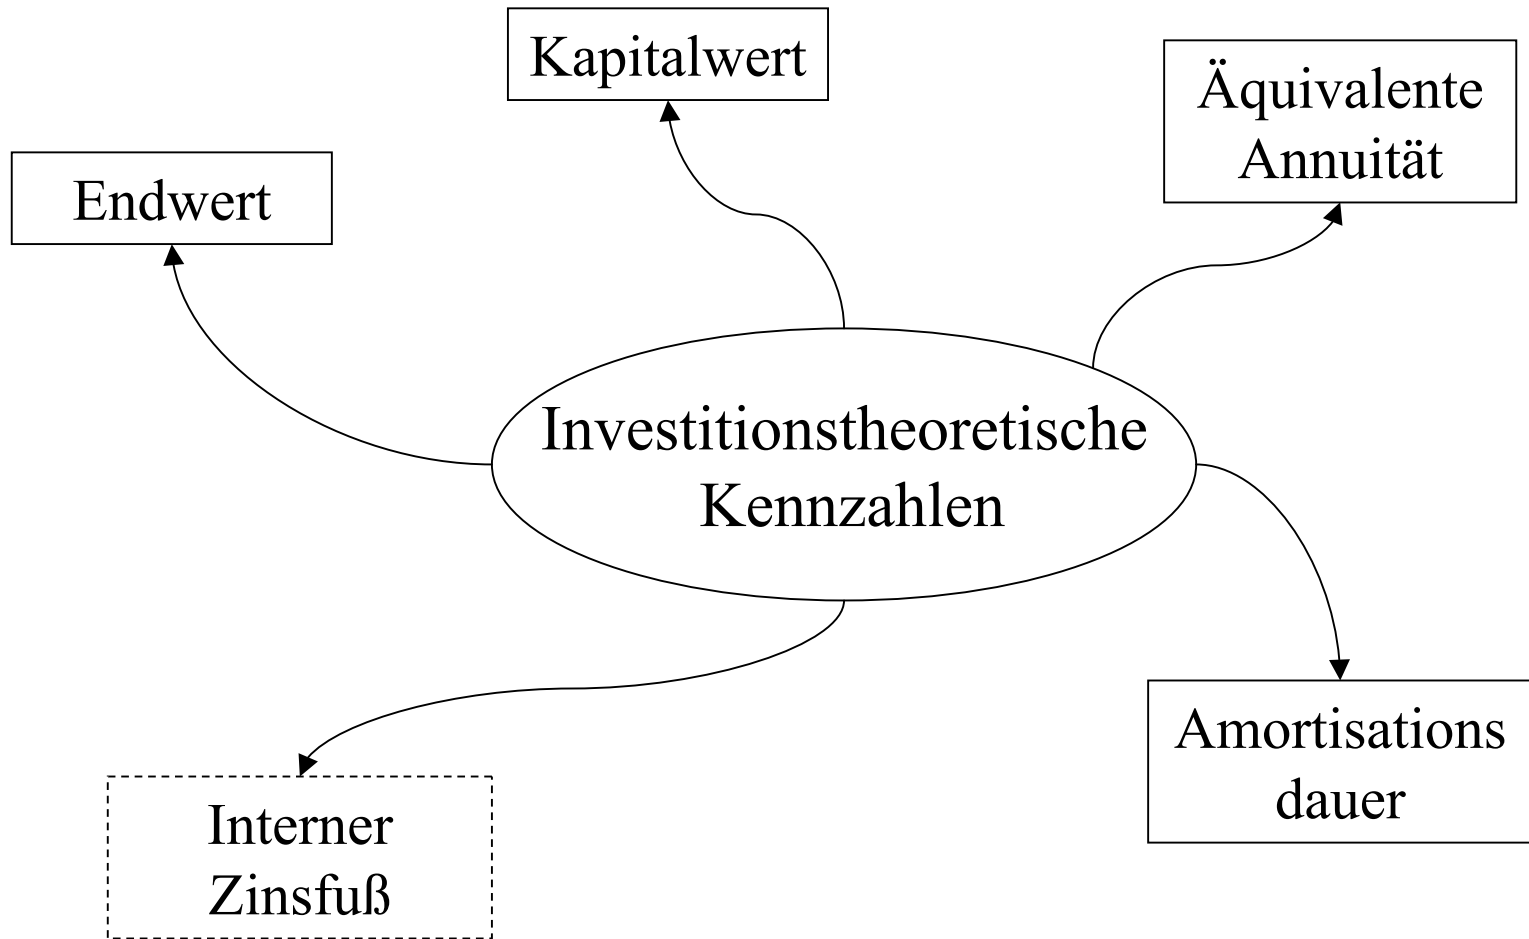 Kapitalwert
Äquivalente
Annuität
Endwert
Investitionstheoretische
Kennzahlen
Amortisations
dauer
Interner
Zinsfuß